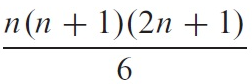 n(n + 1)(2n + 1)
6